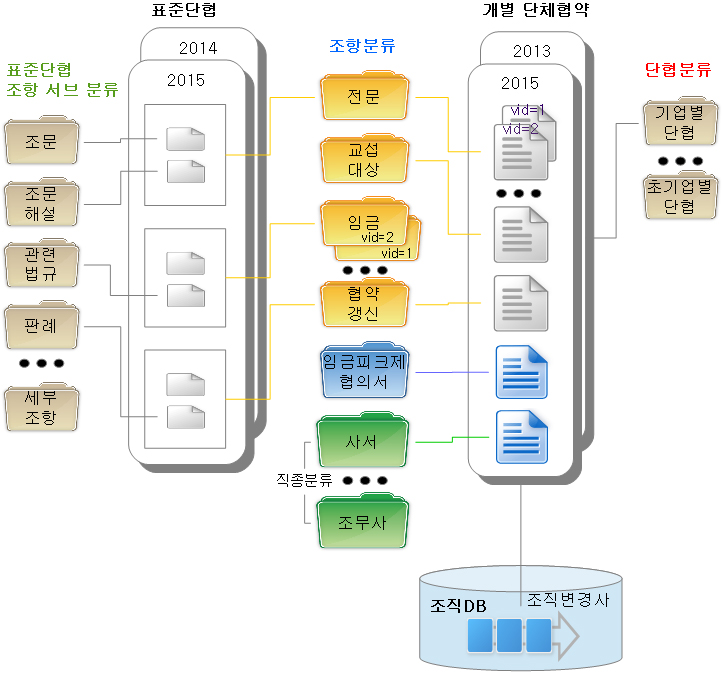 표준단협
개별 단체협약
2014
2015
조항분류
2013
2015
단협분류
표준단협
조항 서브 분류
조문
조문
해설
관련
법규
판례
세부
조항
전문
교섭
대상
임금
vid=2
vid=1
협약
갱신
임금피크제
협의서
사서
직종분류
조무사
vid=1
vid=2
기업별
단협
초기업별
단협
조직DB
조직변경사